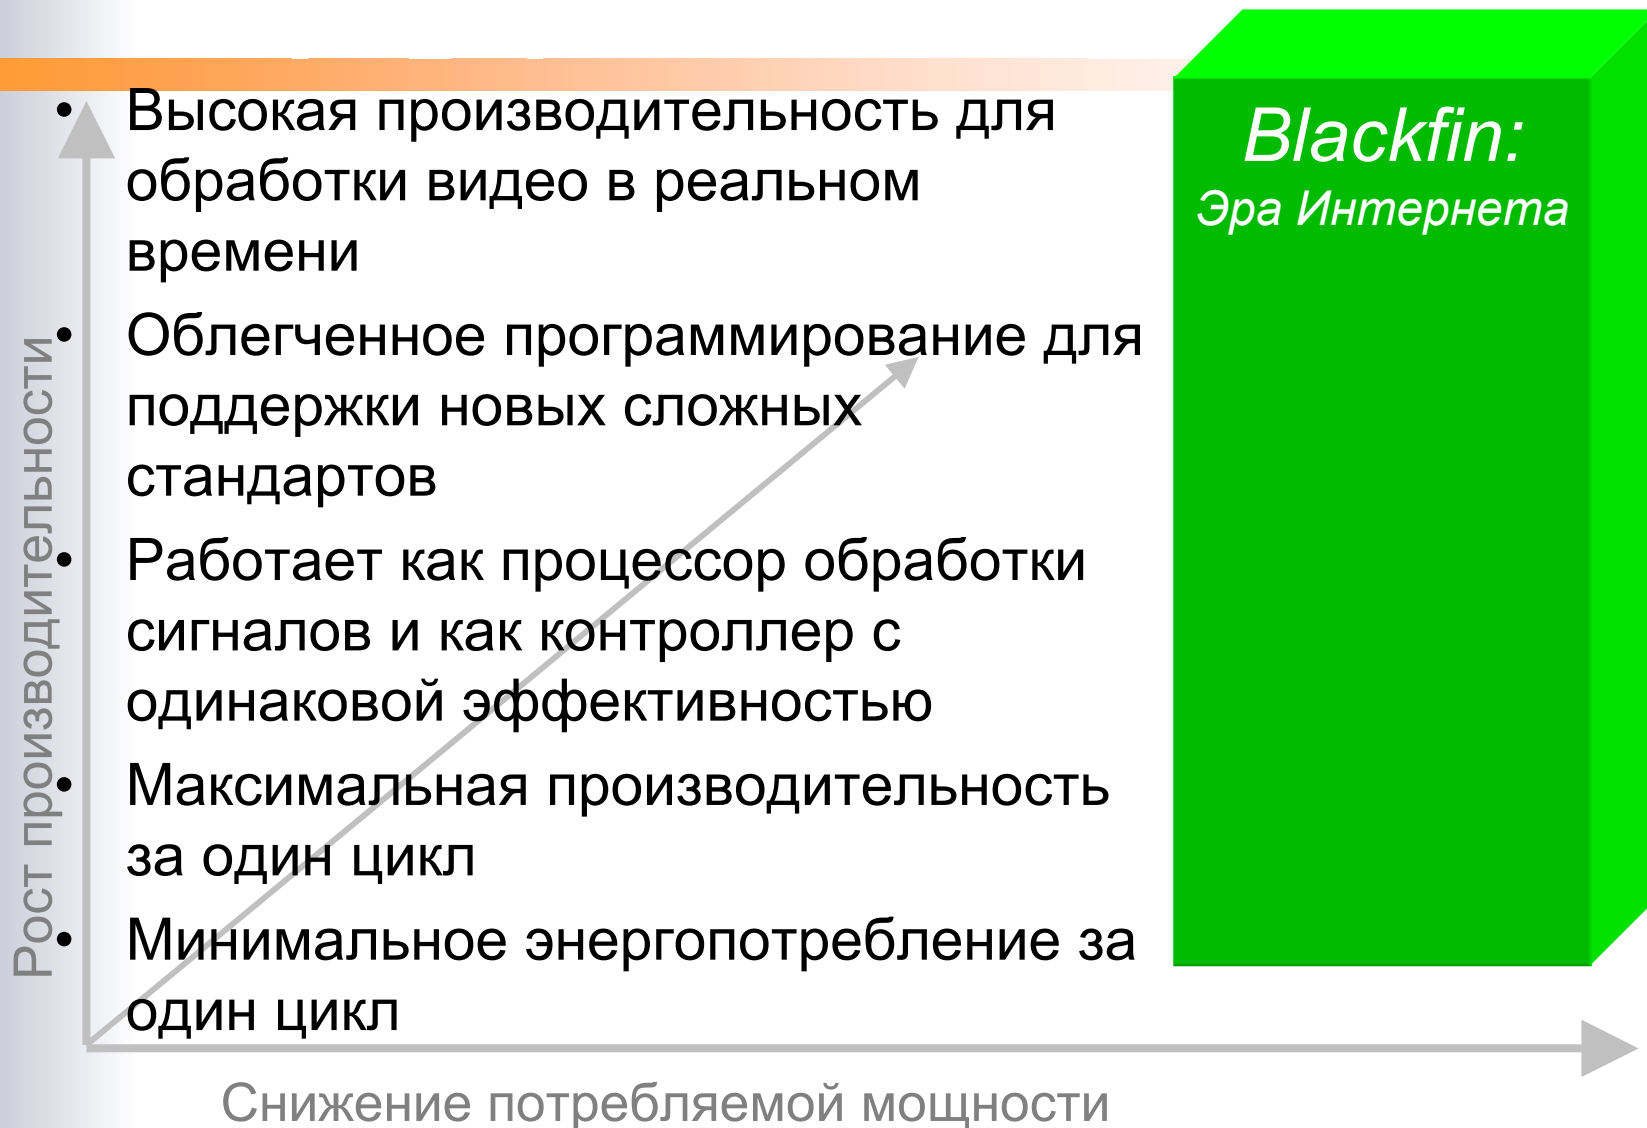 • Высокая производительность для
обработки видео в реальном
времени
• Облегченное программирование для
поддержки новых сложных
стандартов
• Работает как процессор обработки
сигналов и как контроллер с
одинаковой эффективностью
• Максимальная производительность
за один цикл
• Минимальное энергопотребление за
один цикл
Blackfin:
Эра Интернета
Рост производительности
Снижение потребляемой мощности